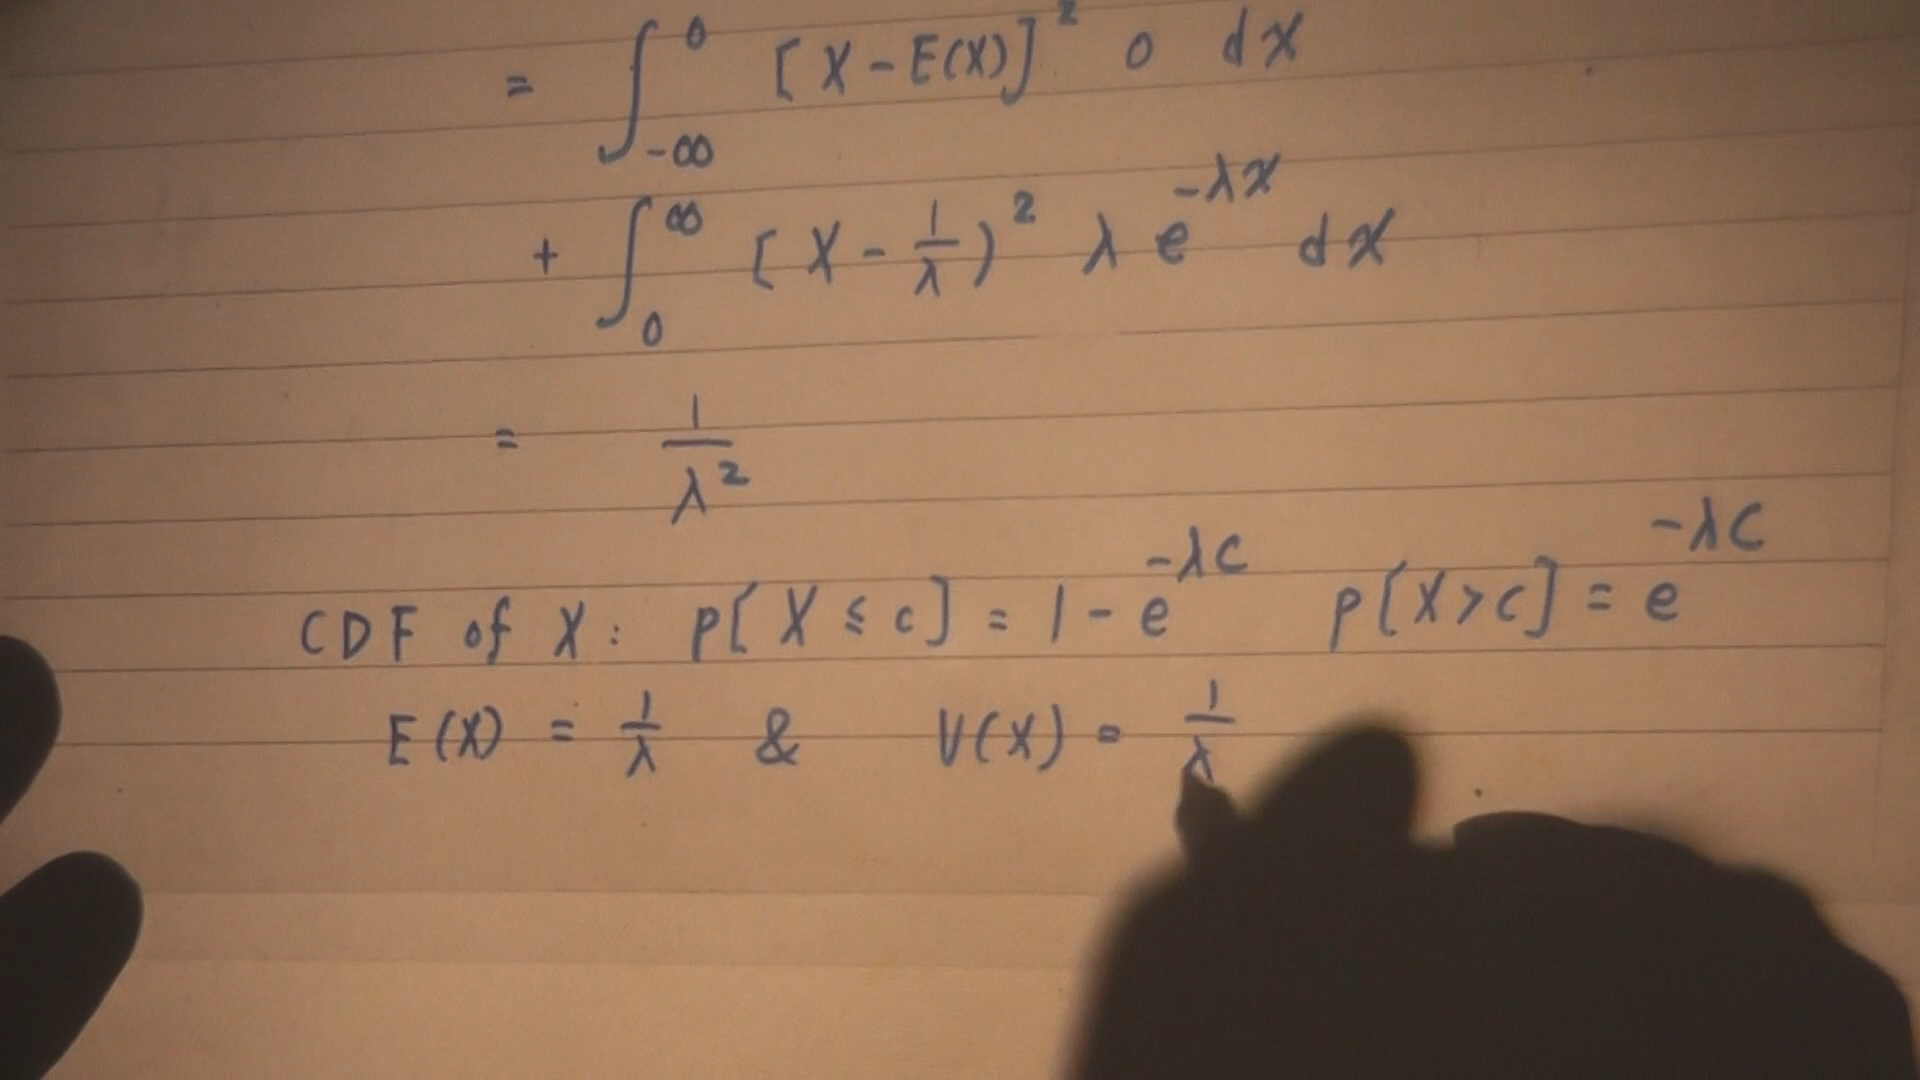 = ∫_{-∞}^{0} [X - E(X)]² 0 dx
+ ∫_{0}^{∞} [X - 1/λ)² λ e^{-λx} dx
= 1/λ²
CDF of X: P[X ≤ c] = 1 - e^{-λc} P[X > c] = e^{-λc}
E(X) = 1/λ & V(X) = 1/λ